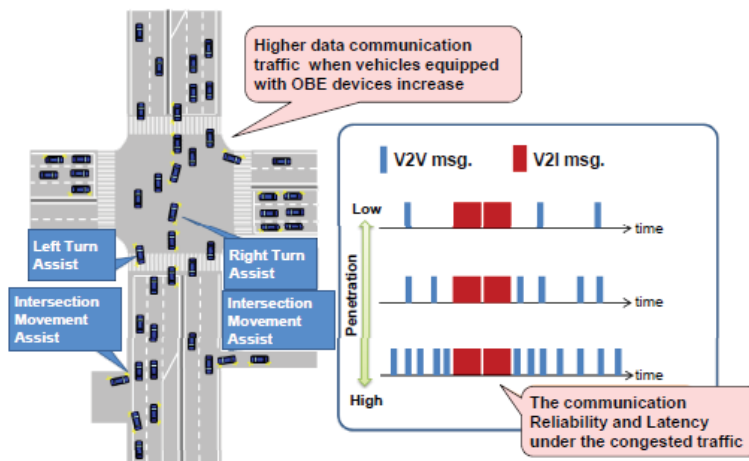 Higher data communication
traffic when vehicles equipped
with OBE devices increase
V2V msg.
V2I msg.
Low
time
Left Turn
Assist
Right Turn
Assist
Intersection
Movement
Assist
Intersection
Movement
Assist
Penetration
time
time
High
The communication
Reliability and Latency
under the congested traffic